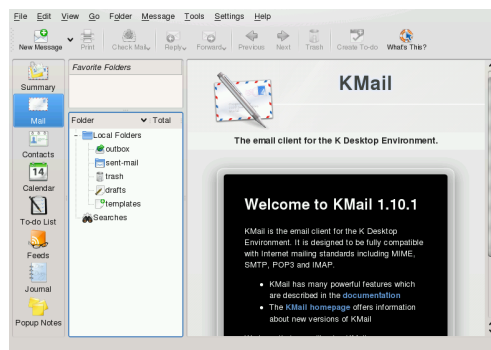 File Edit View Go Folder Message Tools Settings Help
New Message Print Check Mail Reply Forward Previous Next Trash Create To-do What's This?
Summary
Mail
Contacts
14
Calendar
To-do List
Feeds
Journal
Popup Notes
Favorite Folders
Folder Total
Local Folders
outbox
sent-mail
trash
drafts
templates
Searches
KMail
The email client for the K Desktop Environment.
Welcome to KMail 1.10.1
KMail is the email client for the K Desktop
Environment. It is designed to be fully compatible
with Internet mailing standards including MIME,
SMTP, POP3 and IMAP.
• KMail has many powerful features which
are described in the documentation
• The KMail homepage offers information
about new versions of KMail